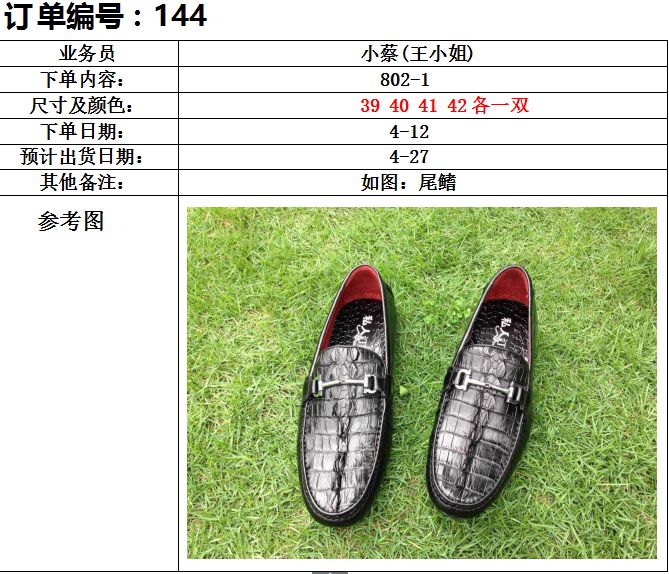 订单编号：144
业务员 小蔡(王小姐)
下单内容： 802-1
尺寸及颜色： 39 40 41 42各一双
下单日期： 4-12
预计出货日期： 4-27
其他备注： 如图：尾鳍
参考图